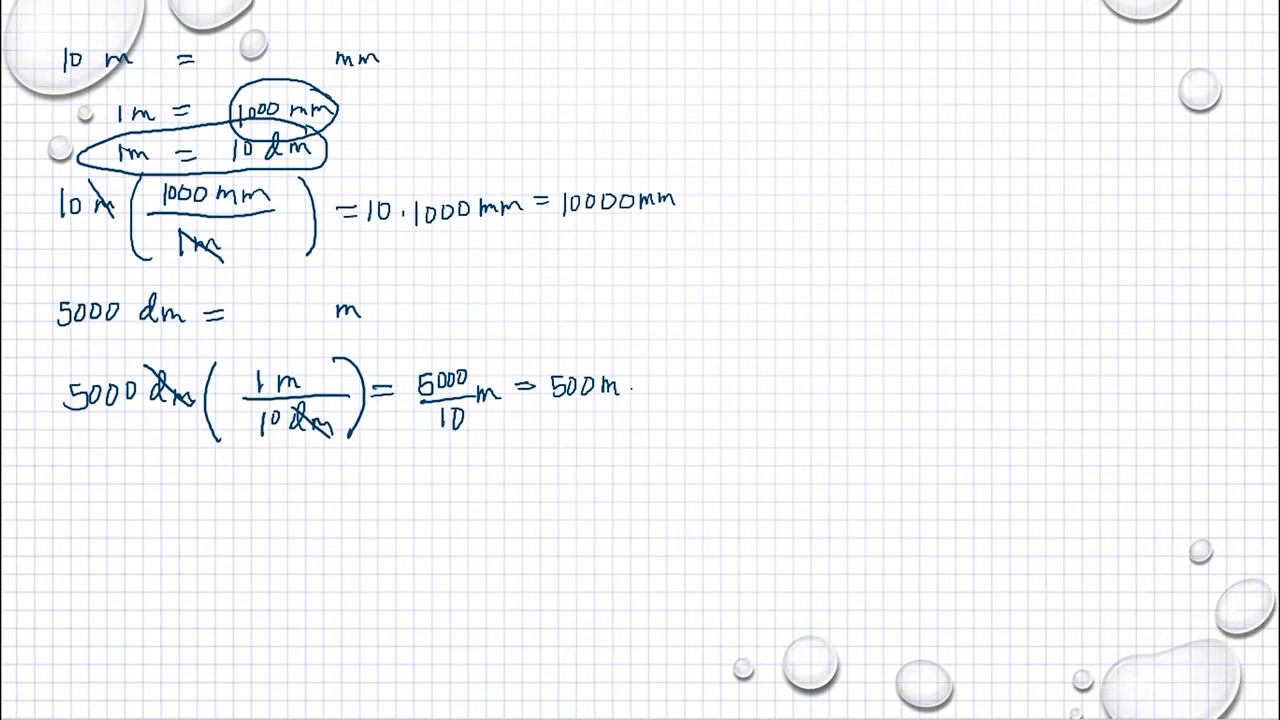 10 m = mm
1m = 1000 mm
1m = 10 dm
10 m ( 1000 mm / 1m ) = 10 . 1000 mm = 10000 mm
5000 dm = m
5000 dm ( 1 m / 10 dm ) = 5000 / 10 m = 500 m .